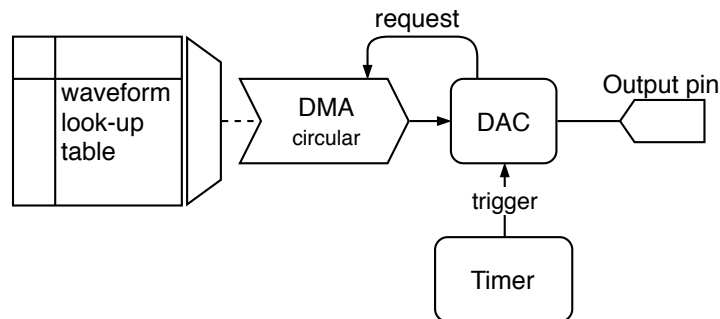 request
waveform
look-up
table
DMA
circular
DAC
Output pin
trigger
Timer